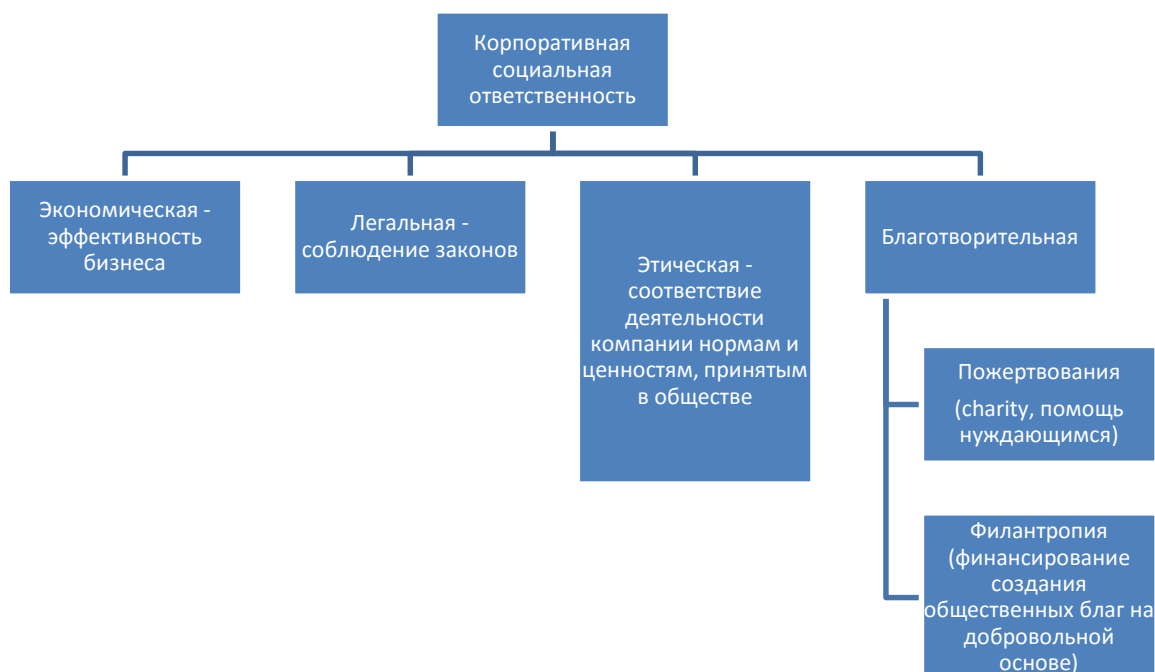 Корпоративная
социальная
ответственность
Экономическая -
эффективность
бизнеса
Легальная -
соблюдение законов
Этическая -
соответствие
деятельности
компании нормам и
ценностям, принятым
в обществе
Благотворительная
Пожертвования
(charity, помощь
нуждающимся)
Филантропия
(финансирование
создания
общественных благ на
добровольной
основе)